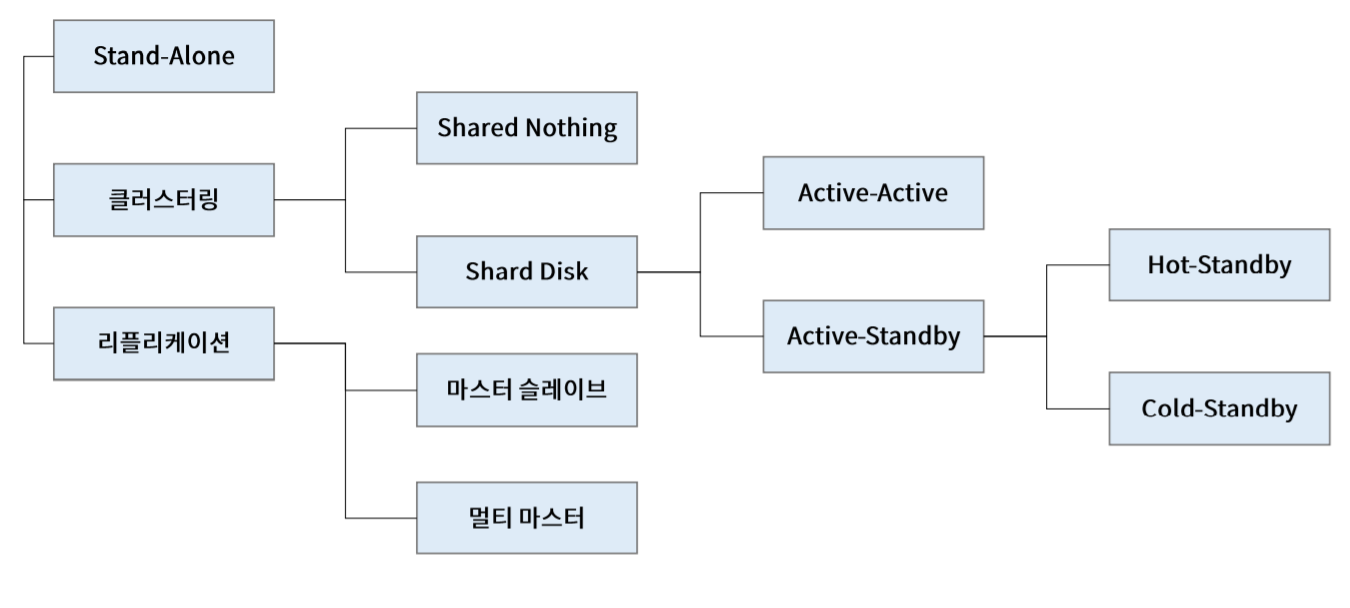 Stand-Alone
클러스터링
리플리케이션
Shared Nothing
Shard Disk
마스터 슬레이브
멀티 마스터
Active-Active
Active-Standby
Hot-Standby
Cold-Standby